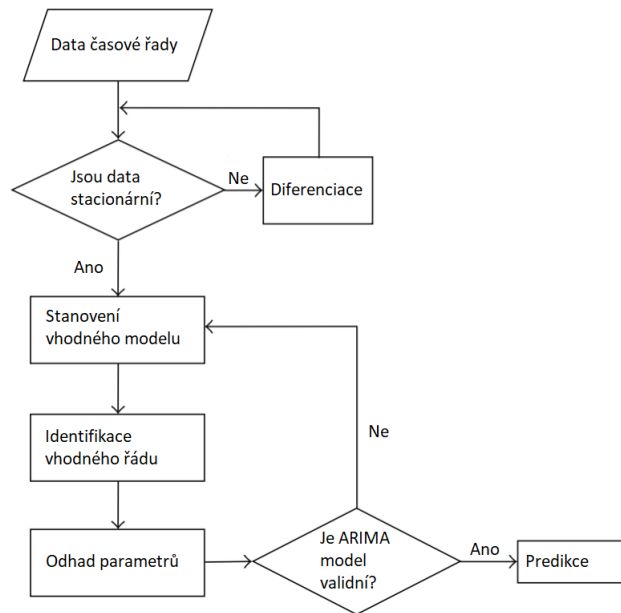 Data časové řady
Jsou data
stacionární?
Ne
Diferenciace
Ano
Stanovení
vhodného modelu
Identifikace
vhodného řádu
Ne
Odhad parametrů
Je ARIMA
model
validní?
Ano
Predikce